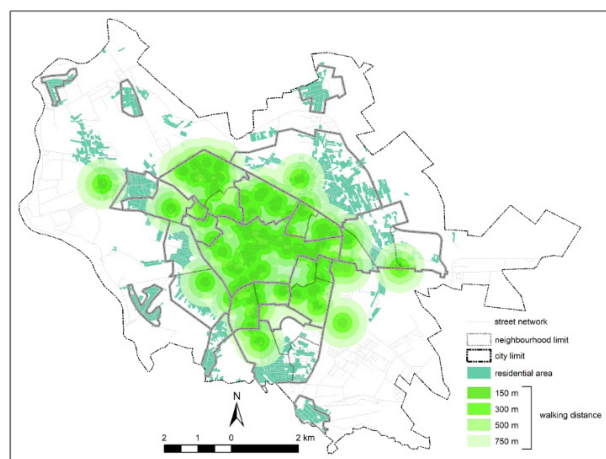 street network
neighbourhood limit
city limit
residential area
150 m
300 m
walking distance
500 m
750 m
N
2 1 0 2 km